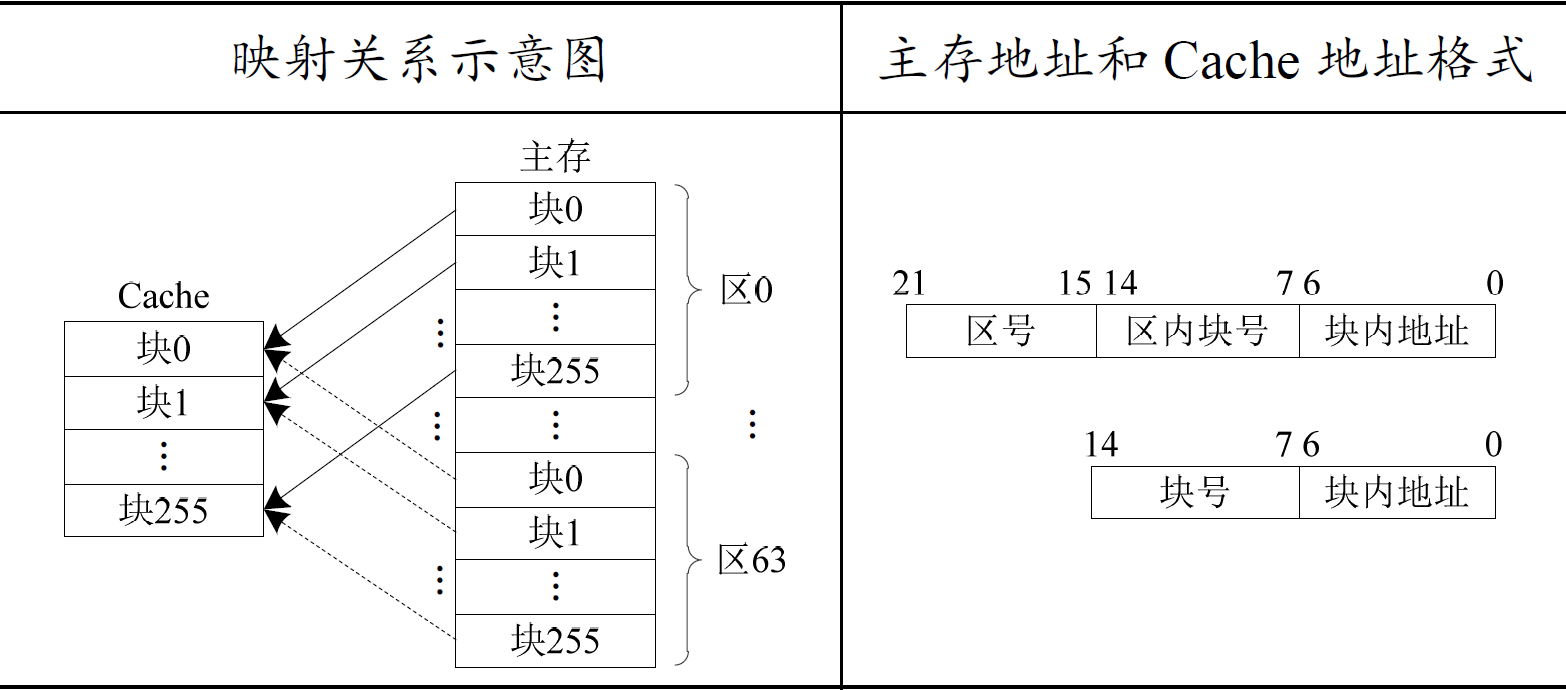 映射关系示意图
主存地址和 Cache 地址格式
主存
块0
块1
⋮
块255
⋮
块0
块1
⋮
块255
区0
⋮
区63
Cache
块0
块1
⋮
块255
⋮
⋮
⋮
21 15 14 7 6 0
区号 区内块号 块内地址
14 7 6 0
块号 块内地址